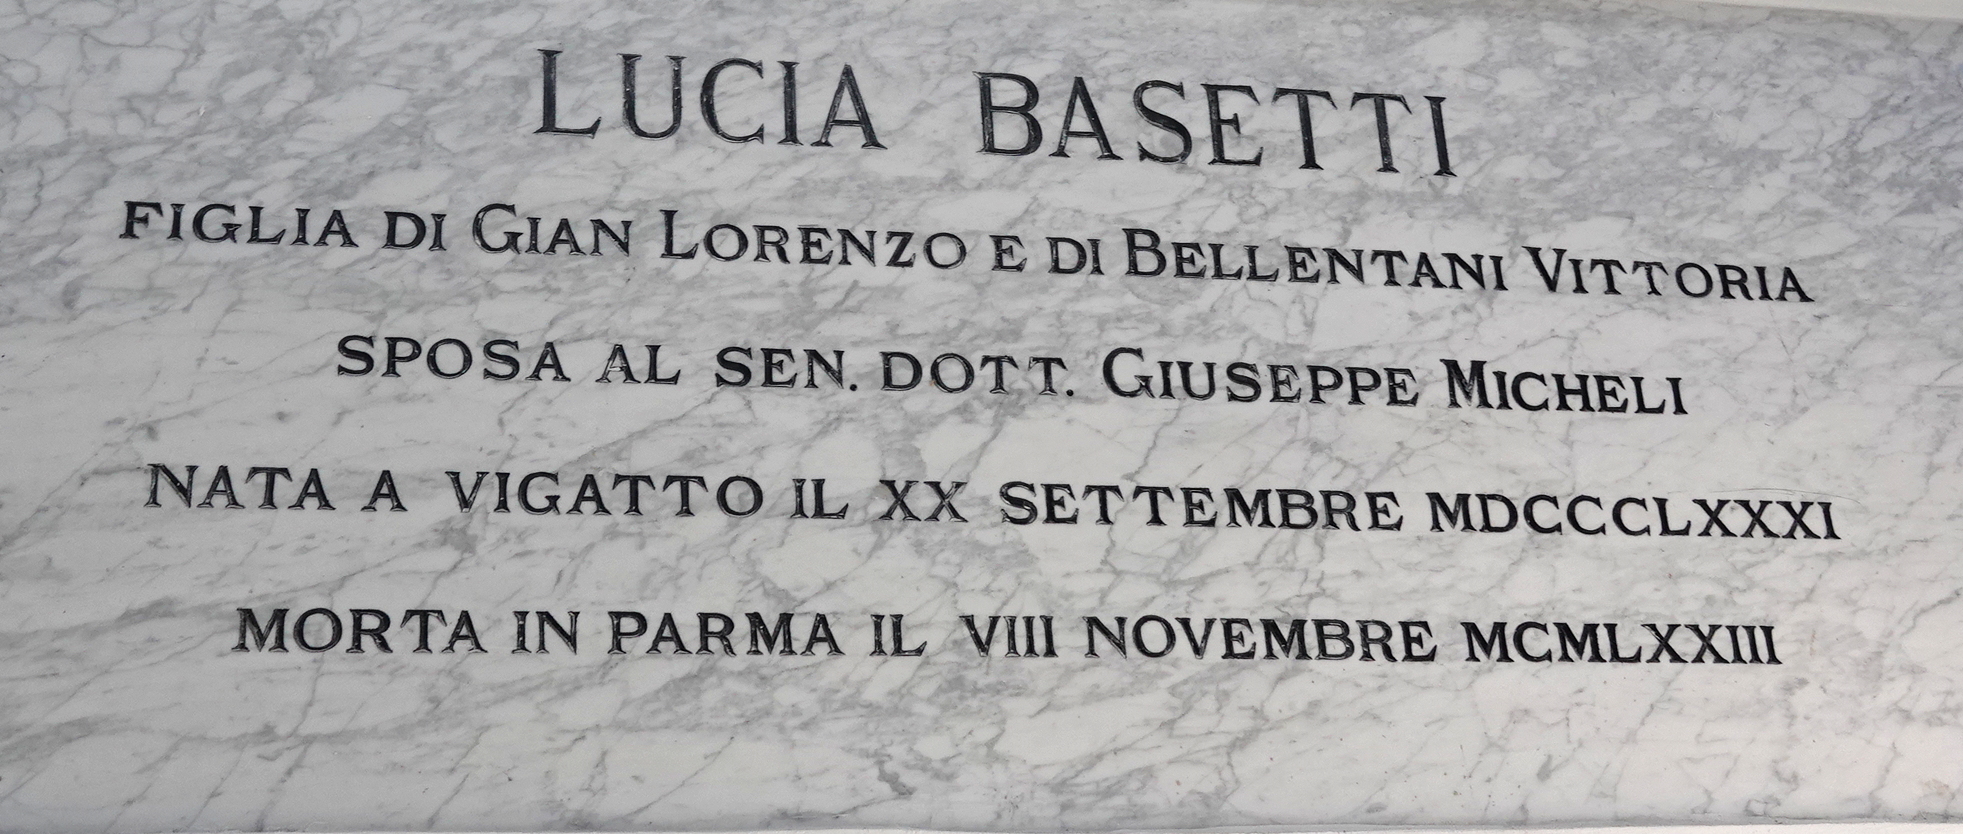 LUCIA BASETTI
FIGLIA DI GIAN LORENZO E DI BELLENTANI VITTORIA
SPOSA AL SEN. DOTT. GIUSEPPE MICHELI
NATA A VIGATTO IL XX SETTEMBRE MDCCCLXXXI
MORTA IN PARMA IL VIII NOVEMBRE MCMLXXIII